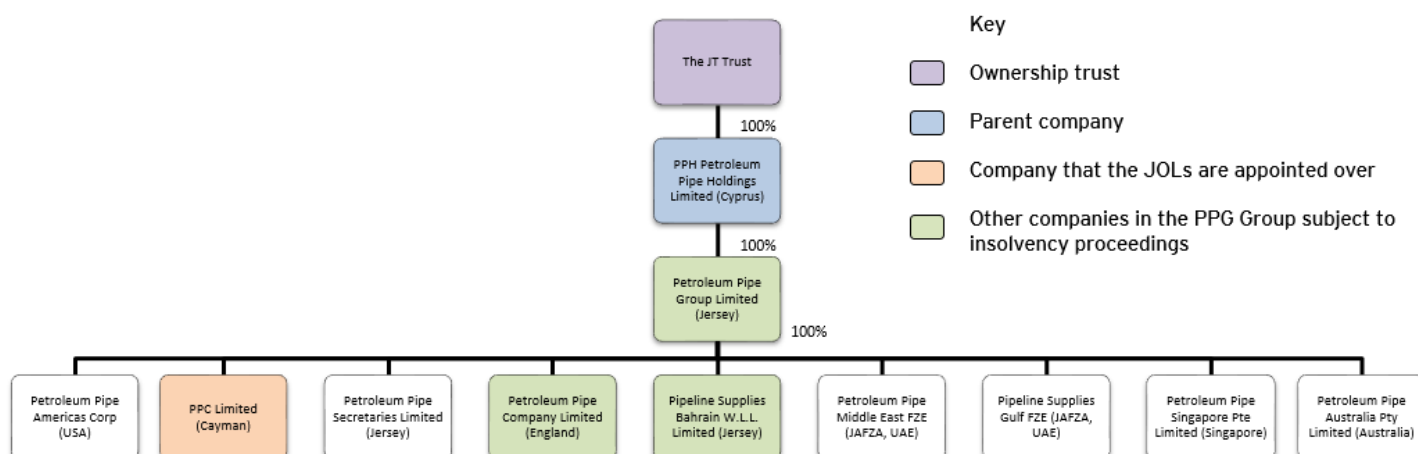 Key
Ownership trust
Parent company
Company that the JOLs are appointed over
Other companies in the PPG Group subject to
insolvency proceedings
The JT Trust
100%
PPH Petroleum
Pipe Holdings
Limited (Cyprus)
100%
Petroleum Pipe
Group Limited
(Jersey)
100%
Petroleum Pipe
Americas Corp
(USA)
PPC Limited
(Cayman)
Petroleum Pipe
Secretaries Limited
(Jersey)
Petroleum Pipe
Company Limited
(England)
Pipeline Supplies
Bahrain W.L.L.
Limited (Jersey)
Petroleum Pipe
Middle East FZE
(JAFZA, UAE)
Pipeline Supplies
Gulf FZE (JAFZA,
UAE)
Petroleum Pipe
Singapore Pte
Limited (Singapore)
Petroleum Pipe
Australia Pty
Limited (Australia)